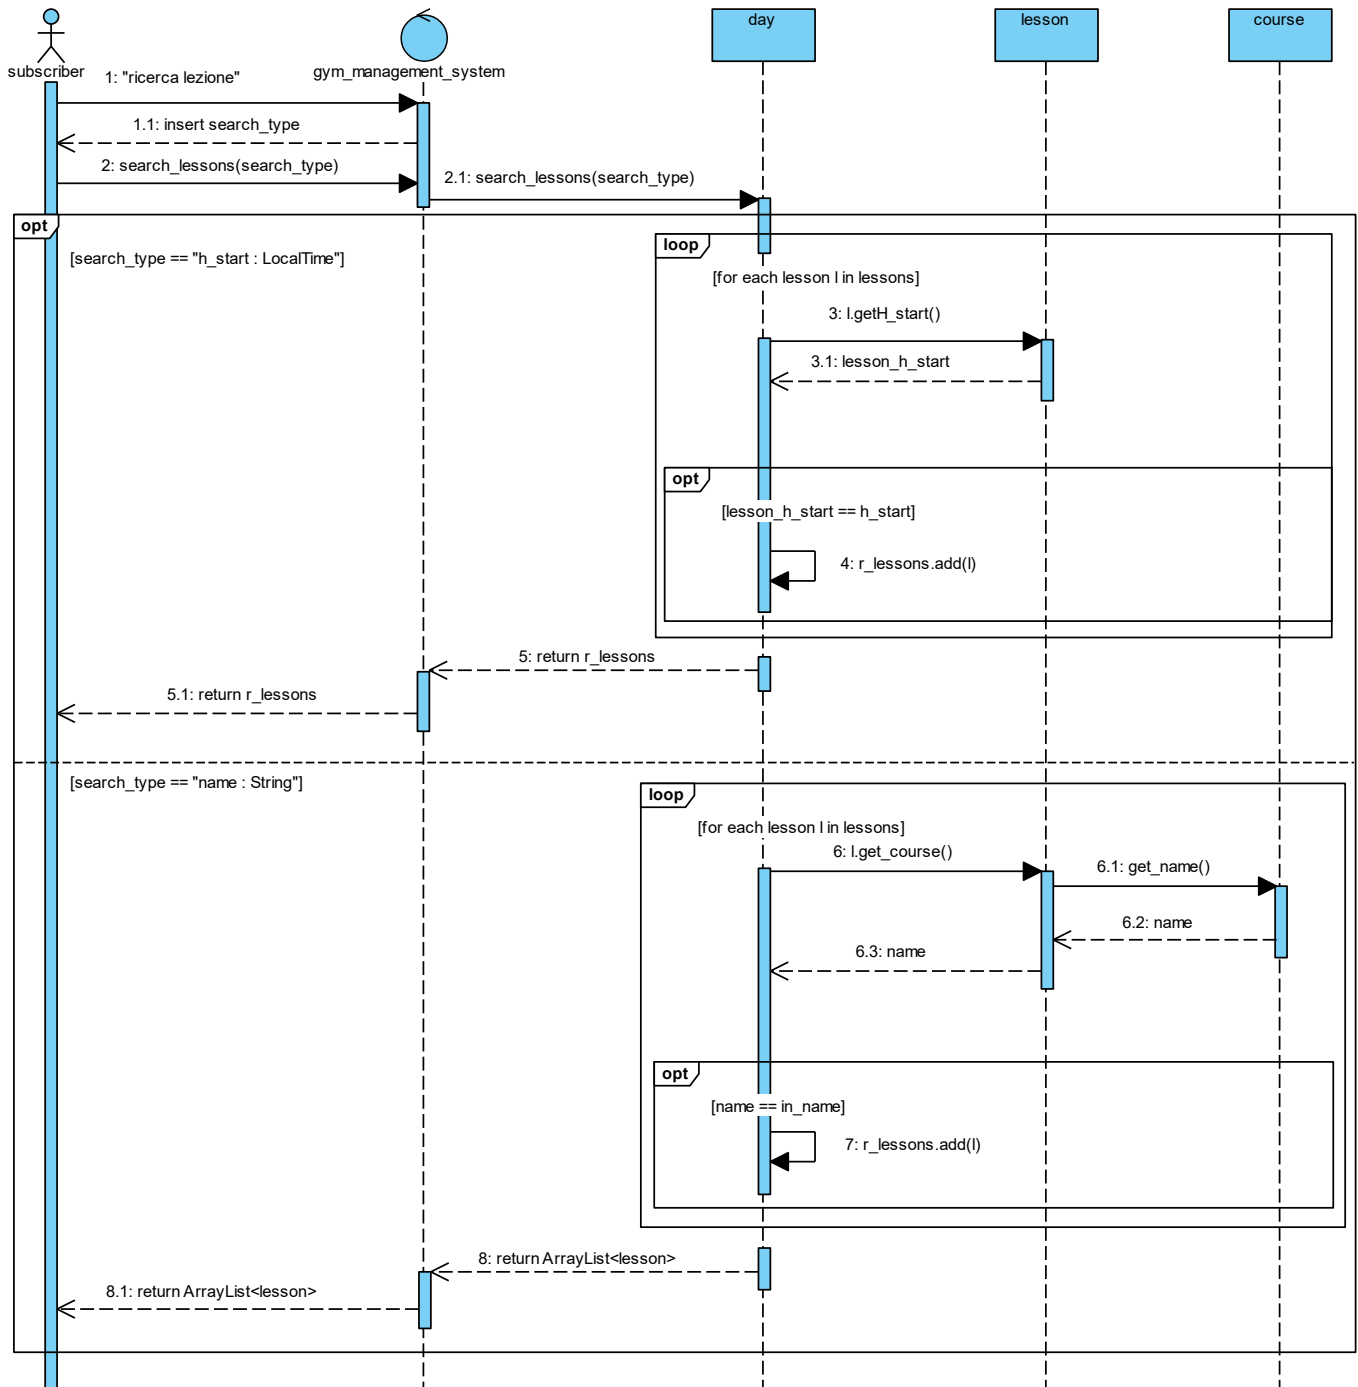 day
lesson
course
subscriber
gym_management_system
1: "ricerca lezione"
1.1: insert search_type
2: search_lessons(search_type)
2.1: search_lessons(search_type)
opt
[search_type == "h_start : LocalTime"]
loop
[for each lesson l in lessons]
3: l.getH_start()
3.1: lesson_h_start
opt
[lesson_h_start == h_start]
4: r_lessons.add(l)
5: return r_lessons
5.1: return r_lessons
[search_type == "name : String"]
loop
[for each lesson l in lessons]
6: l.get_course()
6.1: get_name()
6.2: name
6.3: name
opt
[name == in_name]
7: r_lessons.add(l)
8: return ArrayList<lesson>
8.1: return ArrayList<lesson>